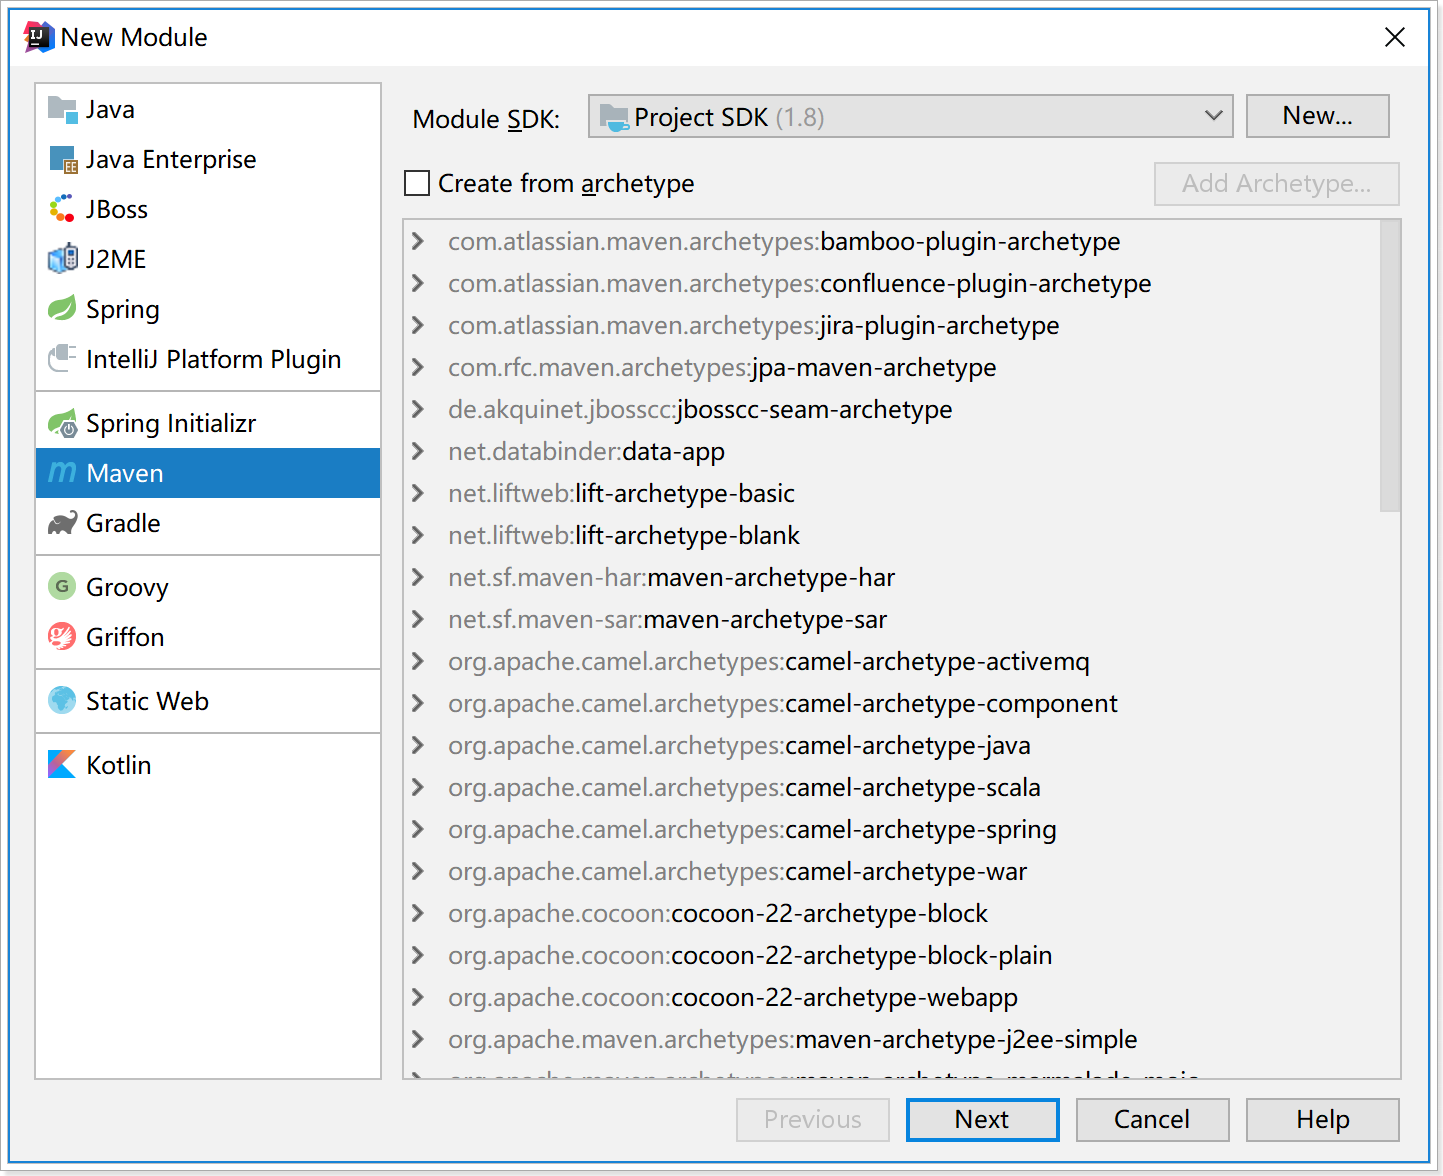 New Module
Java
Java Enterprise
JBoss
J2ME
Spring
IntelliJ Platform Plugin
Spring Initializr
Maven
Gradle
Groovy
Griffon
Static Web
Kotlin
Module SDK: Project SDK (1.8) New...
Create from archetype Add Archetype...
com.atlassian.maven.archetypes:bamboo-plugin-archetype
com.atlassian.maven.archetypes:confluence-plugin-archetype
com.atlassian.maven.archetypes:jira-plugin-archetype
com.rfc.maven.archetypes:jpa-maven-archetype
de.akquinet.jbosscc:jbosscc-seam-archetype
net.databinder:data-app
net.liftweb:lift-archetype-basic
net.liftweb:lift-archetype-blank
net.sf.maven-har:maven-archetype-har
net.sf.maven-sar:maven-archetype-sar
org.apache.camel.archetypes:camel-archetype-activemq
org.apache.camel.archetypes:camel-archetype-component
org.apache.camel.archetypes:camel-archetype-java
org.apache.camel.archetypes:camel-archetype-scala
org.apache.camel.archetypes:camel-archetype-spring
org.apache.camel.archetypes:camel-archetype-war
org.apache.cocoon:cocoon-22-archetype-block
org.apache.cocoon:cocoon-22-archetype-block-plain
org.apache.cocoon:cocoon-22-archetype-webapp
org.apache.maven.archetypes:maven-archetype-j2ee-simple
Previous Next Cancel Help